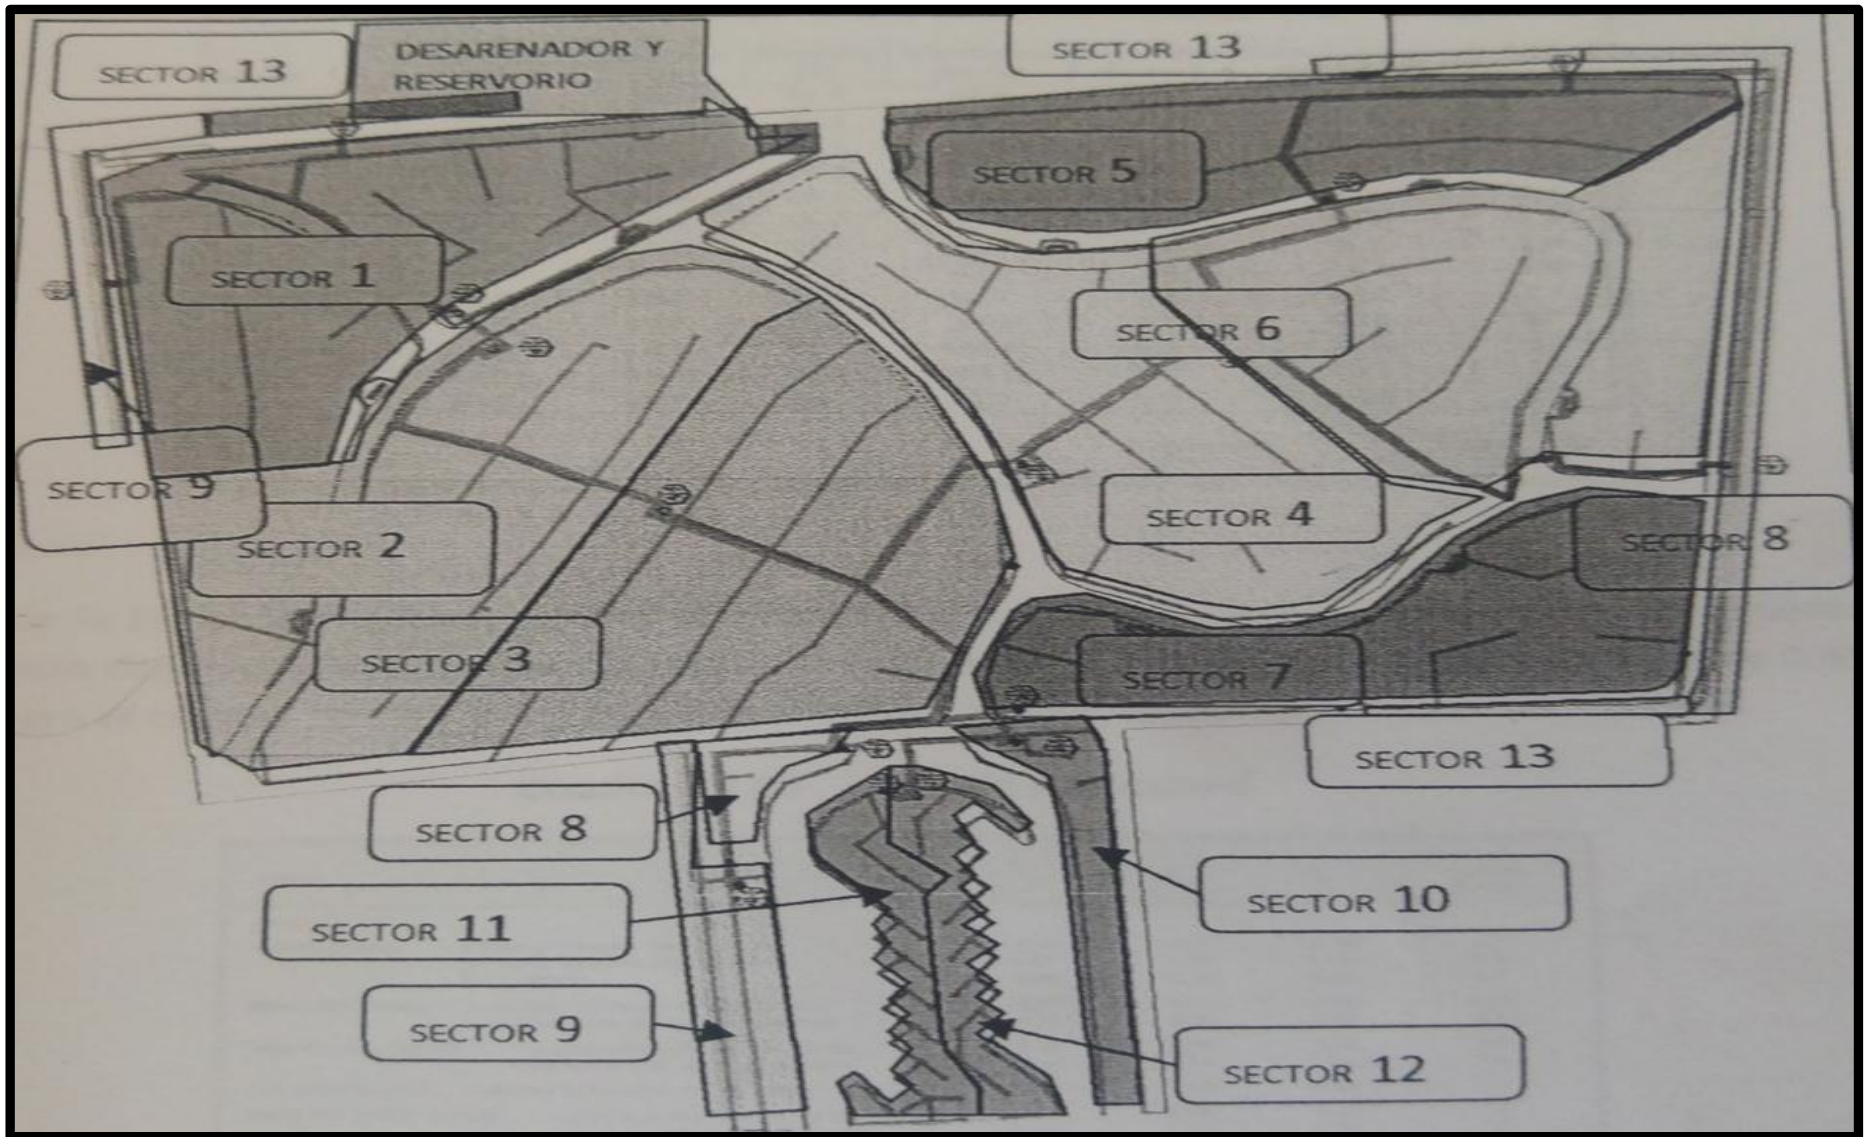 SECTOR 13
DESARENADOR Y
RESERVORIO
SECTOR 13
SECTOR 5
SECTOR 1
SECTOR 6
SECTOR 9
SECTOR 2
SECTOR 4
SECTOR 8
SECTOR 3
SECTOR 7
SECTOR 13
SECTOR 8
SECTOR 10
SECTOR 11
SECTOR 9
SECTOR 12